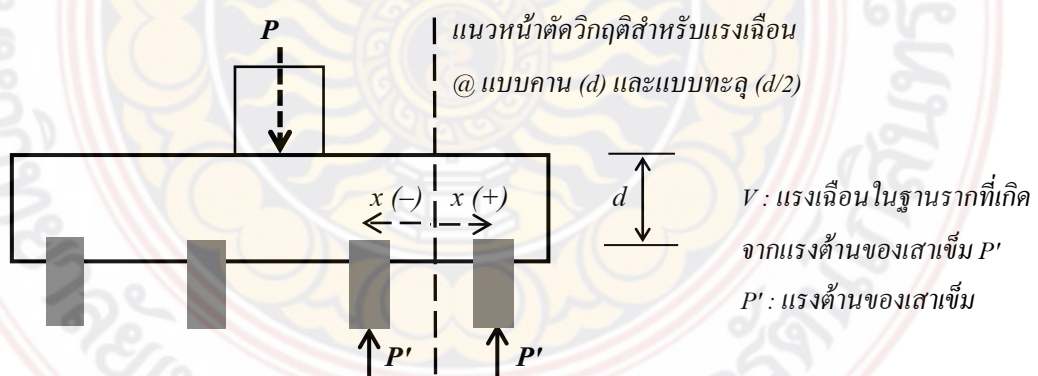 P
แนวหน้าตัดวิกฤติสำหรับแรงเฉือน
@ แบบคาน (d) และแบบทะลุ (d/2)
x (–) x (+)
d
V : แรงเฉือนในฐานรากที่เกิด
จากแรงต้านของเสาเข็ม P'
P' : แรงต้านของเสาเข็ม
P' P'